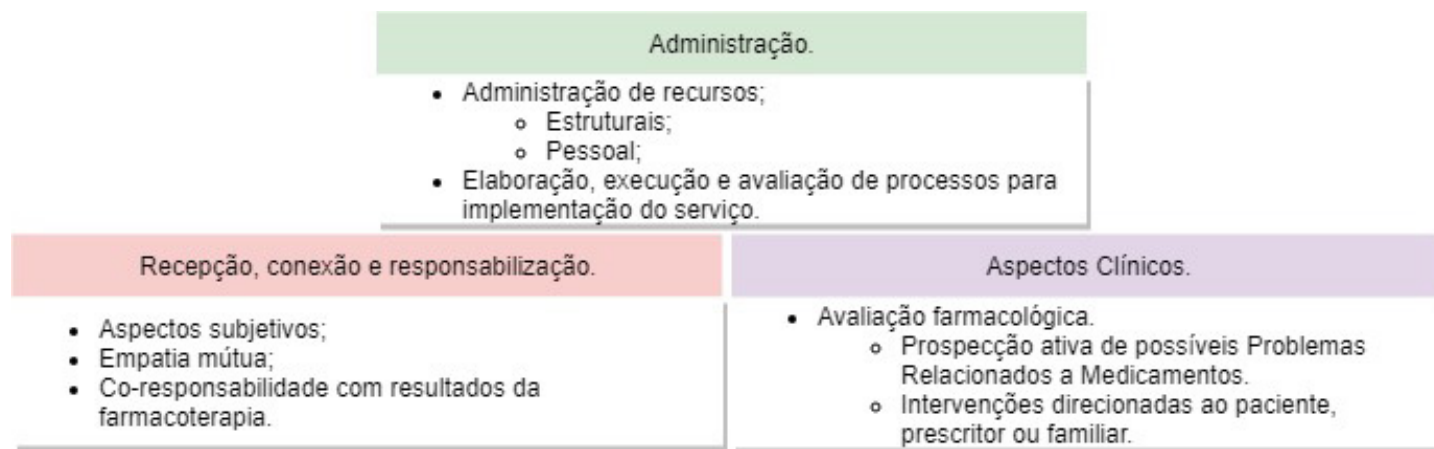 Administração.
Administração de recursos;
Estruturais;
Pessoal;
Elaboração, execução e avaliação de processos para
implementação do serviço.
Recepção, conexão e responsabilização.
Aspectos subjetivos;
Empatia mútua;
Co-responsabilidade com resultados da
farmacoterapia.
Aspectos Clínicos.
Avaliação farmacológica.
Prospecção ativa de possíveis Problemas
Relacionados a Medicamentos.
Intervenções direcionadas ao paciente,
prescritor ou familiar.